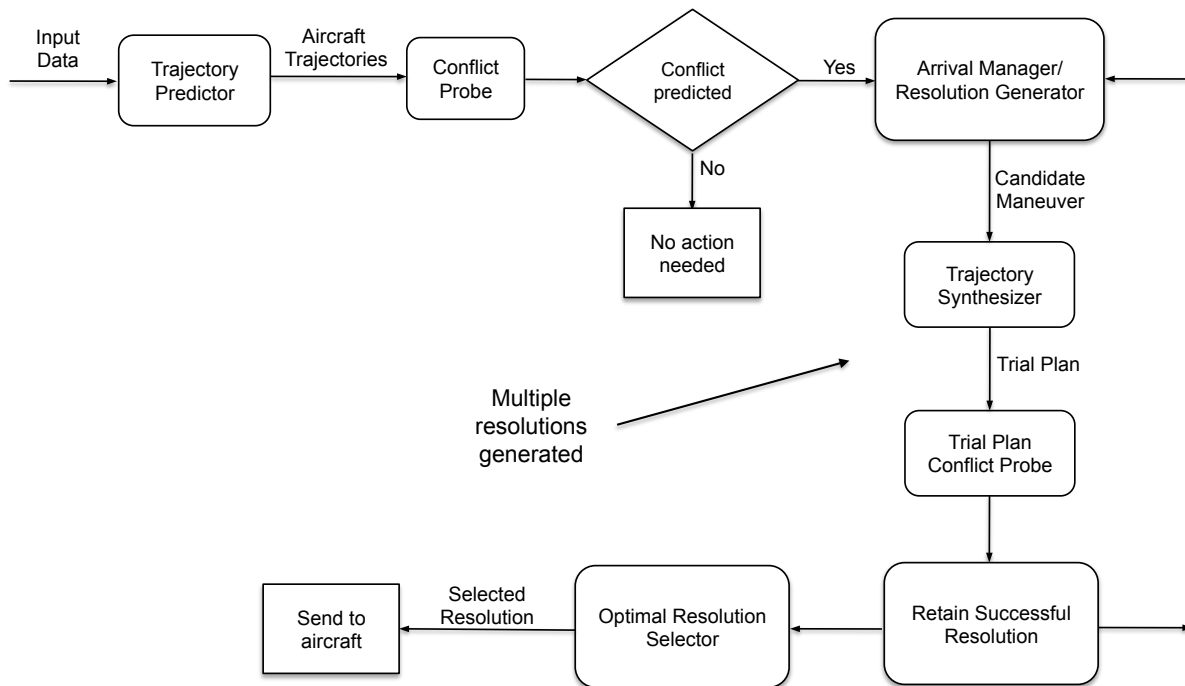 Input
Data
Trajectory
Predictor
Aircraft
Trajectories
Conflict
Probe
Conflict
predicted
Yes
Arrival Manager/
Resolution Generator
No
No action
needed
Candidate
Maneuver
Trajectory
Synthesizer
Trial Plan
Multiple
resolutions
generated
Trial Plan
Conflict Probe
Retain Successful
Resolution
Optimal Resolution
Selector
Selected
Resolution
Send to
aircraft